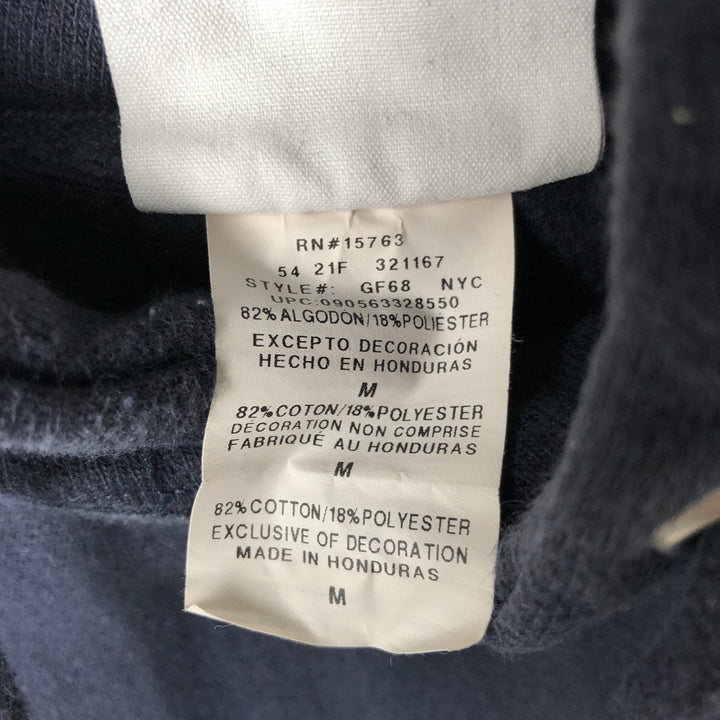 RN#15763
54 21F 321167
STYLE#: GF68 NYC
UPC:090563328550
82% ALGODON/18%POLIESTER
EXCEPTO DECORACIÓN
HECHO EN HONDURAS
M
82%COTON/18%POLYESTER
DÉCORATION NON COMPRISE
FABRIQUÉ AU HONDURAS
M
82%COTTON/18%POLYESTER
EXCLUSIVE OF DECORATION
MADE IN HONDURAS
M